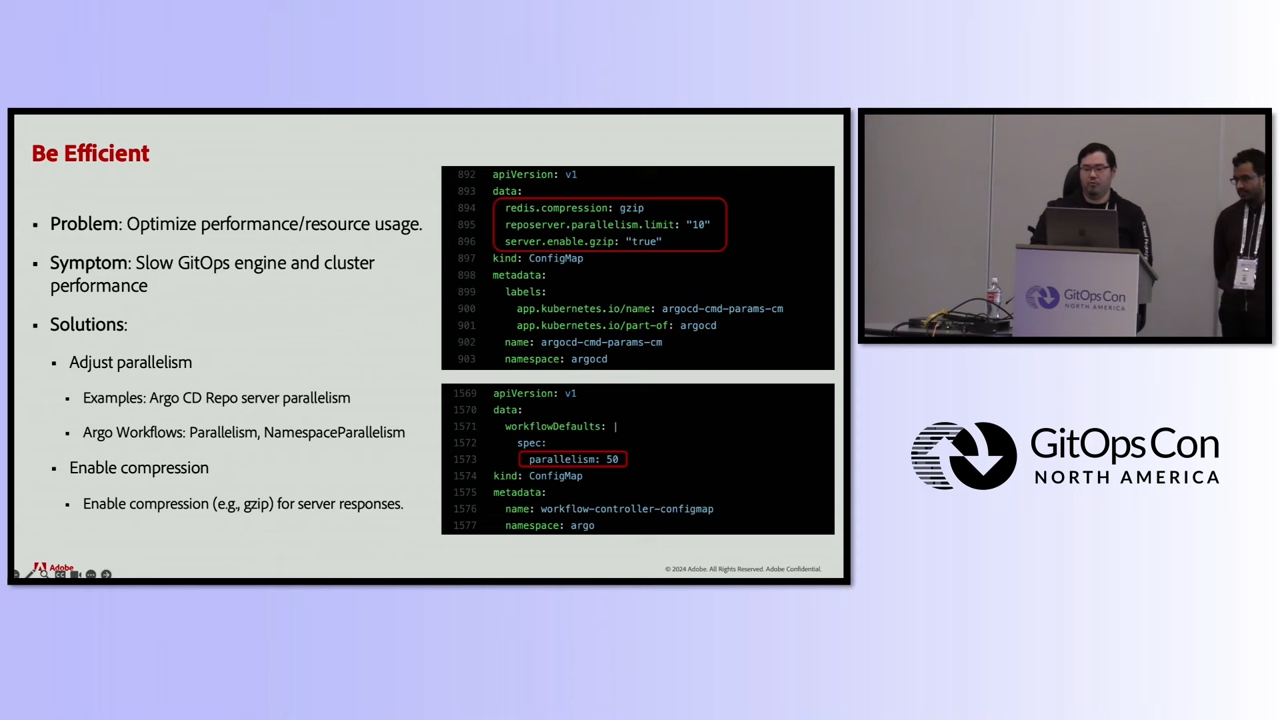 Be Efficient
▪ Problem: Optimize performance/resource usage.
▪ Symptom: Slow GitOps engine and cluster
performance
▪ Solutions:
▪ Adjust parallelism
▪ Examples: Argo CD Repo server parallelism
▪ Argo Workflows: Parallelism, NamespaceParallelism
▪ Enable compression
▪ Enable compression (e.g., gzip) for server responses.
892 apiVersion: v1
893 data:
894 redis.compression: gzip
895 reposerver.parallelism.limit: "10"
896 server.enable.gzip: "true"
897 kind: ConfigMap
898 metadata:
899 labels:
900 app.kubernetes.io/name: argocd-cmd-params-cm
901 app.kubernetes.io/part-of: argocd
902 name: argocd-cmd-params-cm
903 namespace: argocd
1569 apiVersion: v1
1570 data:
1571 workflowDefaults: |
1572 spec:
1573 parallelism: 50
1574 kind: ConfigMap
1575 metadata:
1576 name: workflow-controller-configmap
1577 namespace: argo
Adobe
© 2024 Adobe. All Rights Reserved. Adobe Confidential.
GitOpsCon
NORTH AMERICA
GitOpsCon
NORTH AMERICA